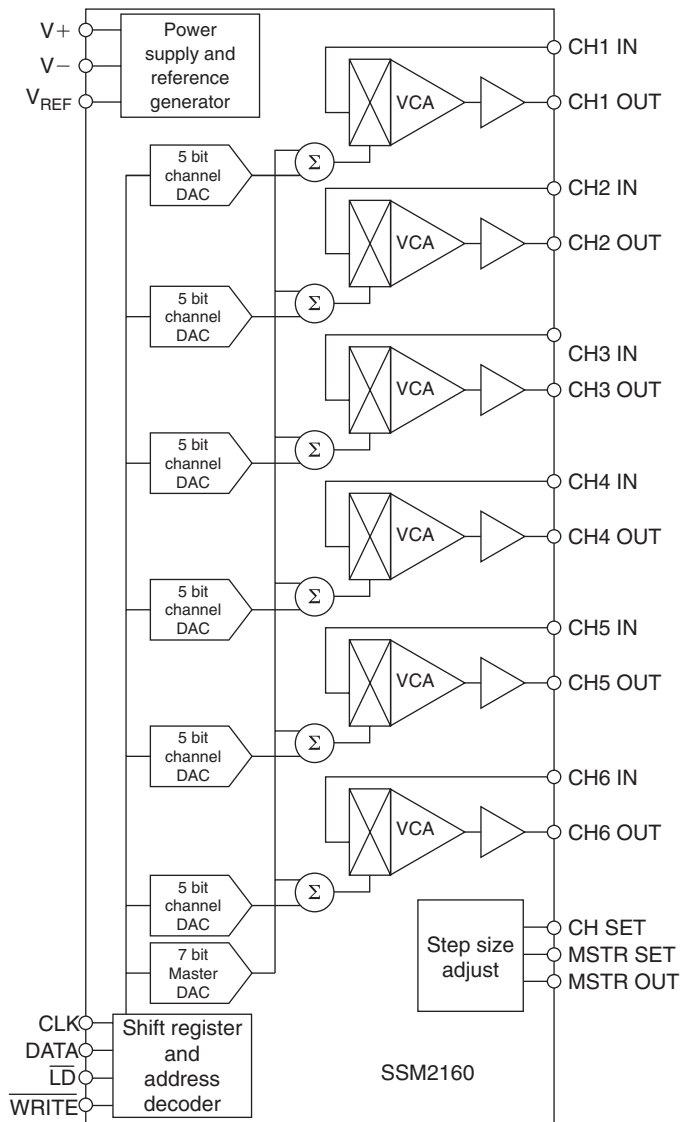 V+
V−
V_REF
Power
supply and
reference
generator
CH1 IN
VCA
CH1 OUT
5 bit
channel
DAC
Σ
CH2 IN
VCA
CH2 OUT
5 bit
channel
DAC
Σ
CH3 IN
VCA
CH3 OUT
5 bit
channel
DAC
Σ
CH4 IN
VCA
CH4 OUT
5 bit
channel
DAC
Σ
CH5 IN
VCA
CH5 OUT
5 bit
channel
DAC
Σ
CH6 IN
VCA
CH6 OUT
5 bit
channel
DAC
Σ
7 bit
Master
DAC
Step size
adjust
CH SET
MSTR SET
MSTR OUT
CLK
DATA
L̅D̅
W̅R̅I̅T̅E̅
Shift register
and
address
decoder
SSM2160